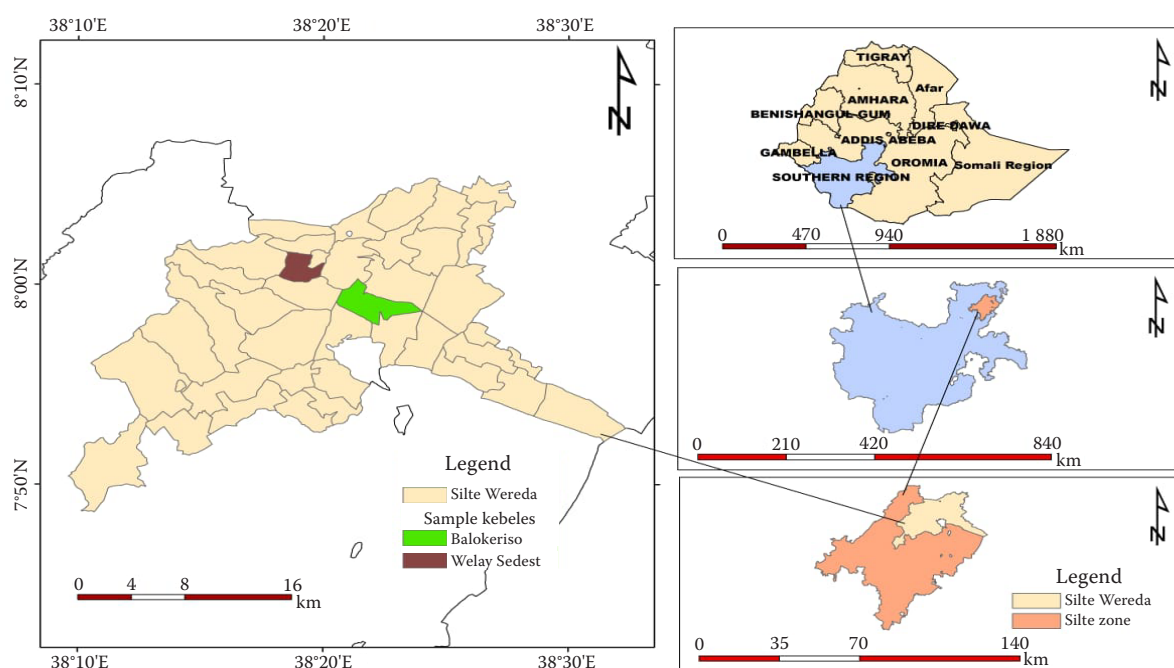 38°10'E 38°20'E 38°30'E
8°10'N
8°00'N
7°50'N
N
Legend
Silte Wereda
Sample kebeles
Balokeriso
Welay Sedest
0 4 8 16
km
38°10'E 38°20'E 38°30'E
N
TIGRAY
Afar
AMHARA
BENISHANGUL GUM
DIRE DAWA
ADDIS ABEBA
GAMBELLA
OROMIA
Somali Region
SOUTHERN REGION
0 470 940 1 880
km
N
0 210 420 840
km
N
Legend
Silte Wereda
Silte zone
0 35 70 140
km